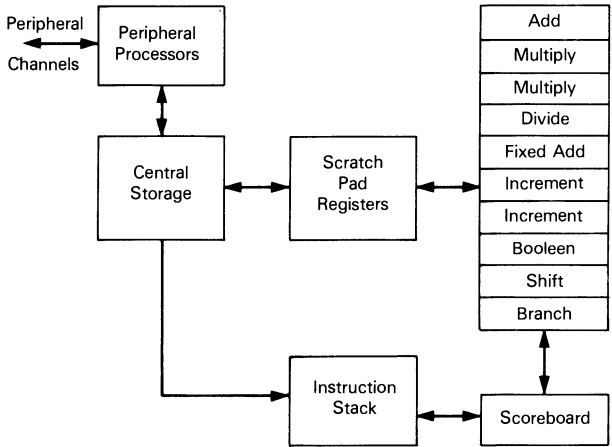 Peripheral
Channels
Peripheral
Processors
Central
Storage
Scratch
Pad
Registers
Add
Multiply
Multiply
Divide
Fixed Add
Increment
Increment
Booleen
Shift
Branch
Instruction
Stack
Scoreboard